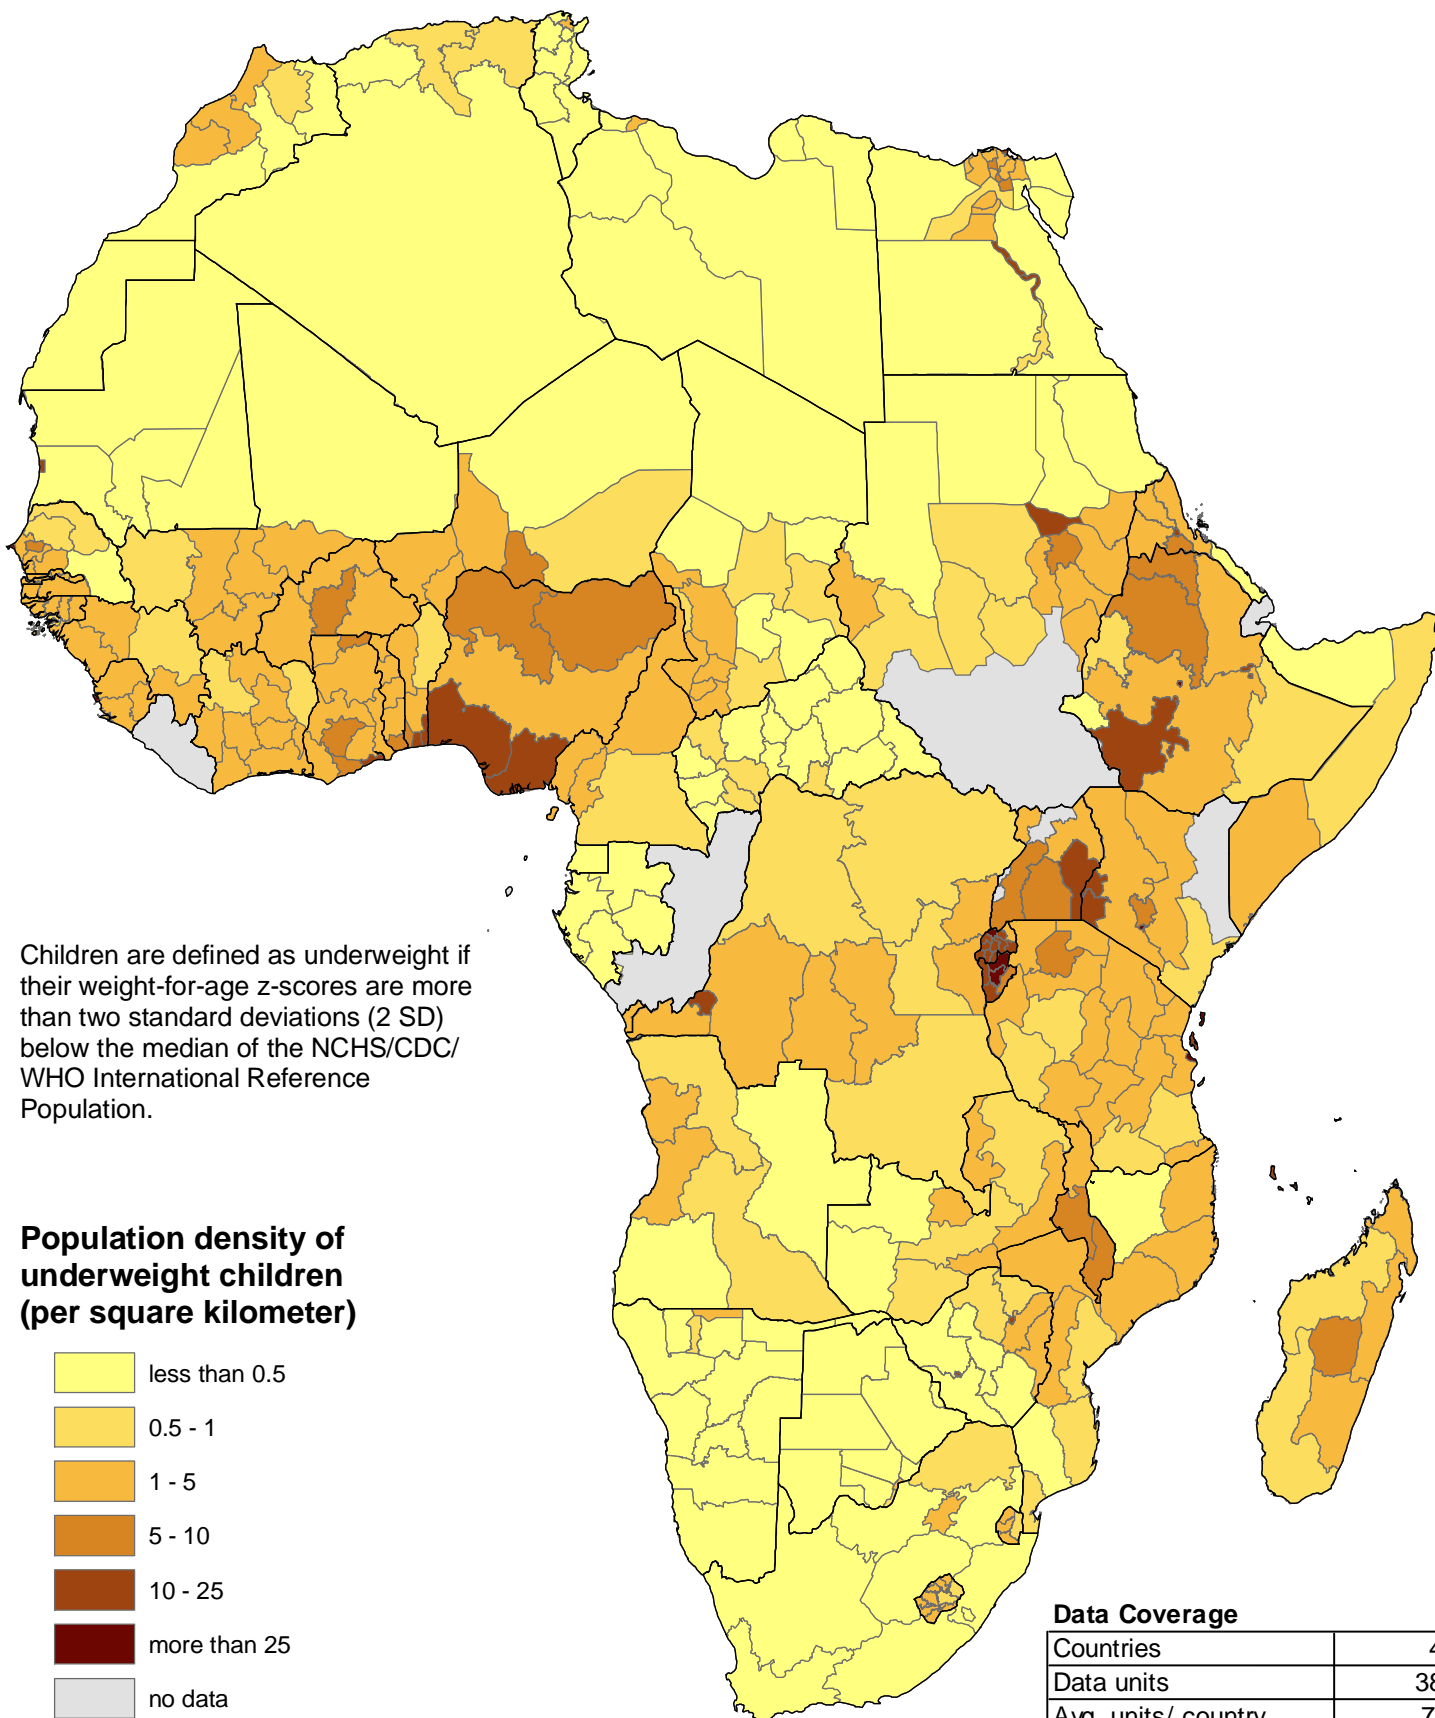 Children are defined as underweight if
their weight-for-age z-scores are more
than two standard deviations (2 SD)
below the median of the NCHS/CDC/
WHO International Reference
Population.
Population density of
underweight children
(per square kilometer)
less than 0.5
0.5 - 1
1 - 5
5 - 10
10 - 25
more than 25
no data
Data Coverage
Countries
Data units
Avg. units/ country